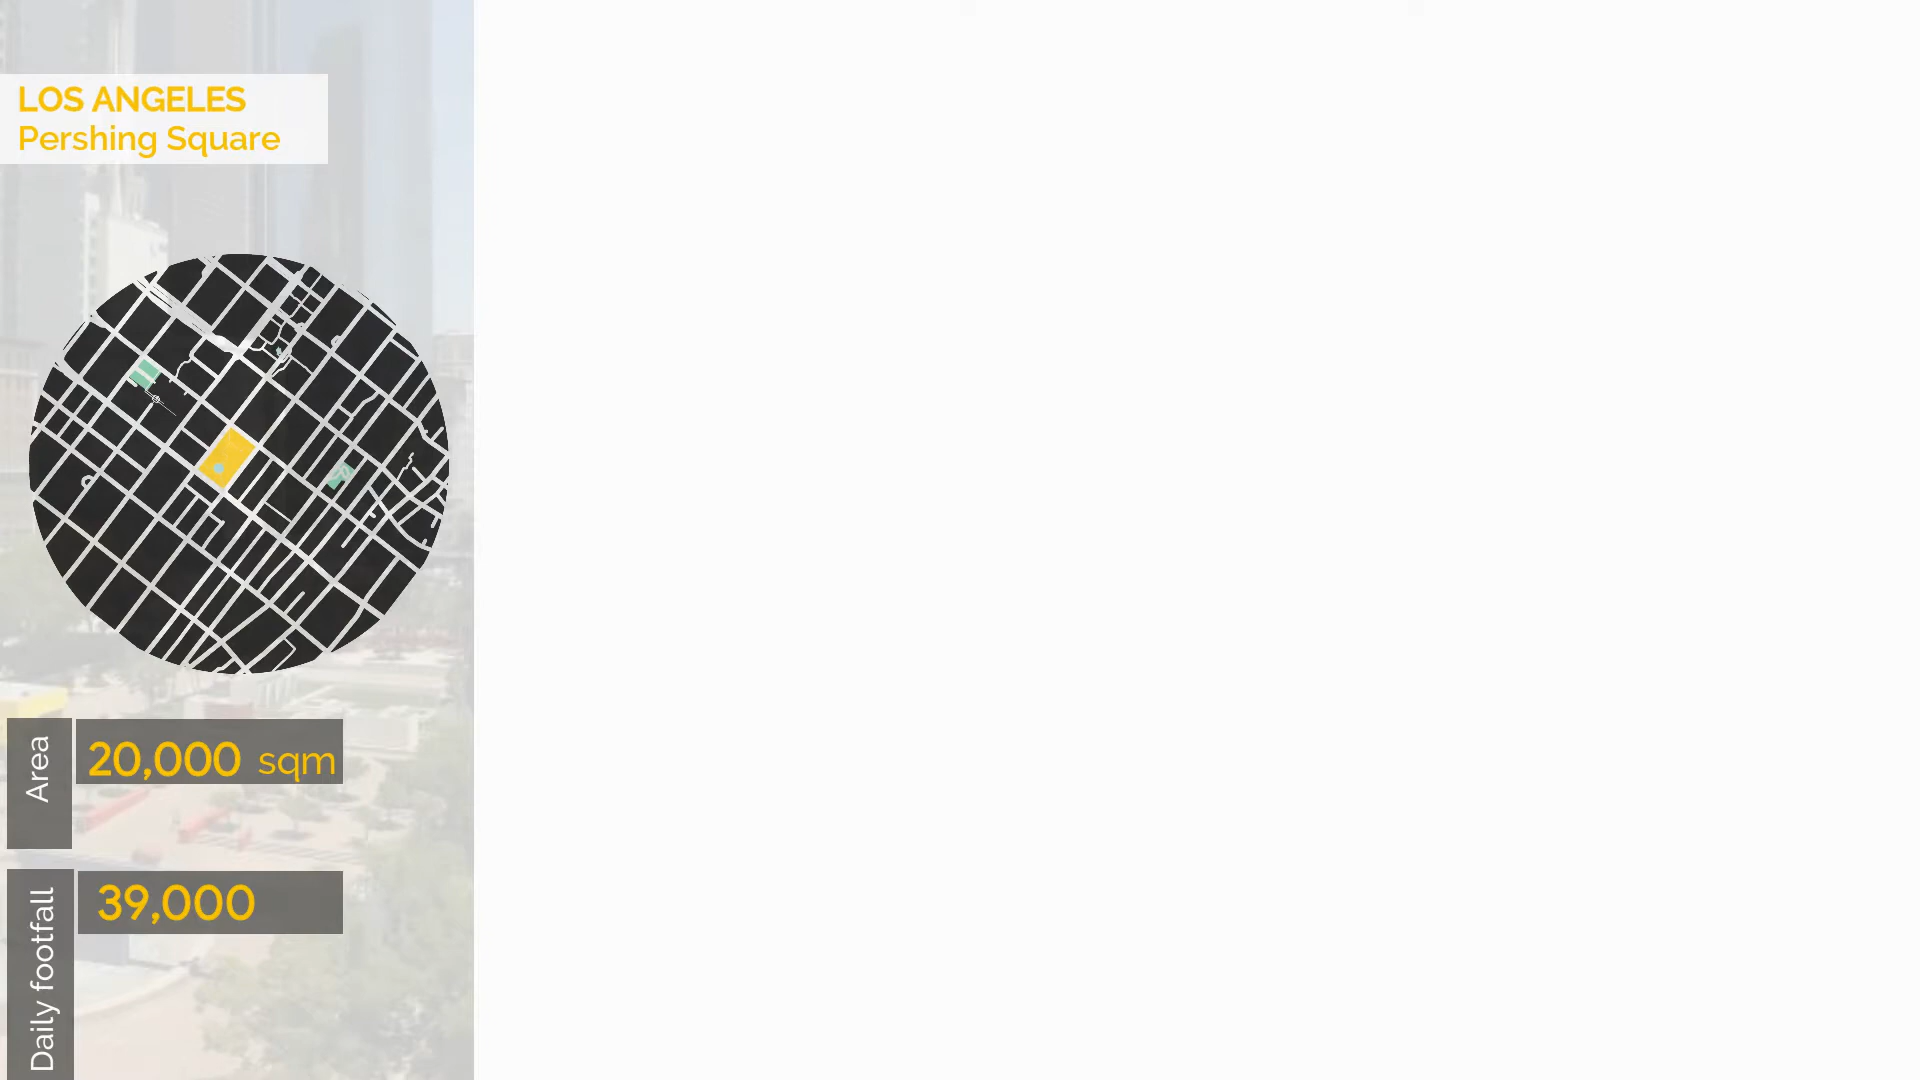 LOS ANGELES
Pershing Square
Area
20,000 sqm
Daily footfall
39,000